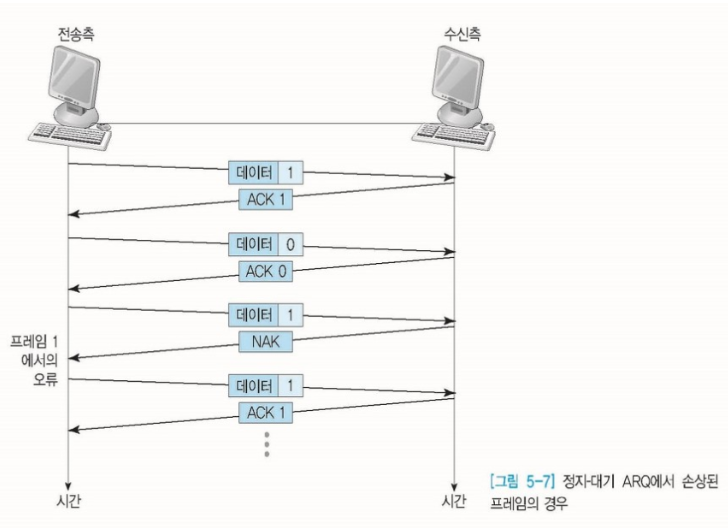 전송측
수신측
데이터 1
ACK 1
데이터 0
ACK 0
데이터 1
NAK
프레임 1
에서의
오류
데이터 1
ACK 1
시간
시간
[그림 5-7] 정지-대기 ARQ에서 손상된
프레임의 경우